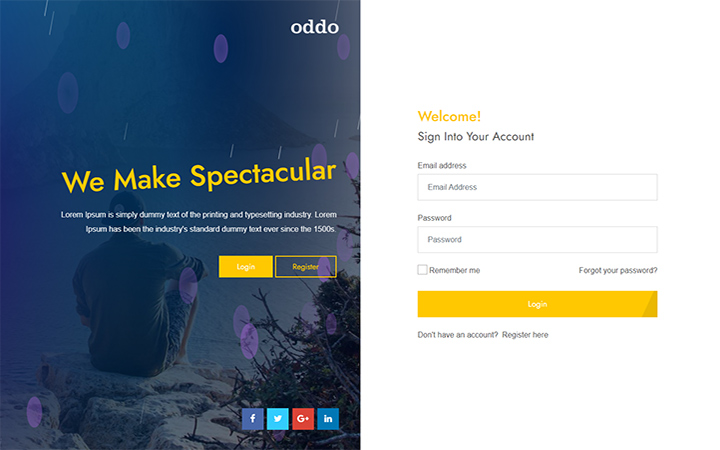 oddo
We Make Spectacular
Lorem Ipsum is simply dummy text of the printing and typesetting industry. Lorem
Ipsum has been the industry's standard dummy text ever since the 1500s.
Login
Register
f
G+
in
Welcome!
Sign Into Your Account
Email address
Email Address
Password
Password
Remember me
Forgot your password?
Login
Don't have an account? Register here